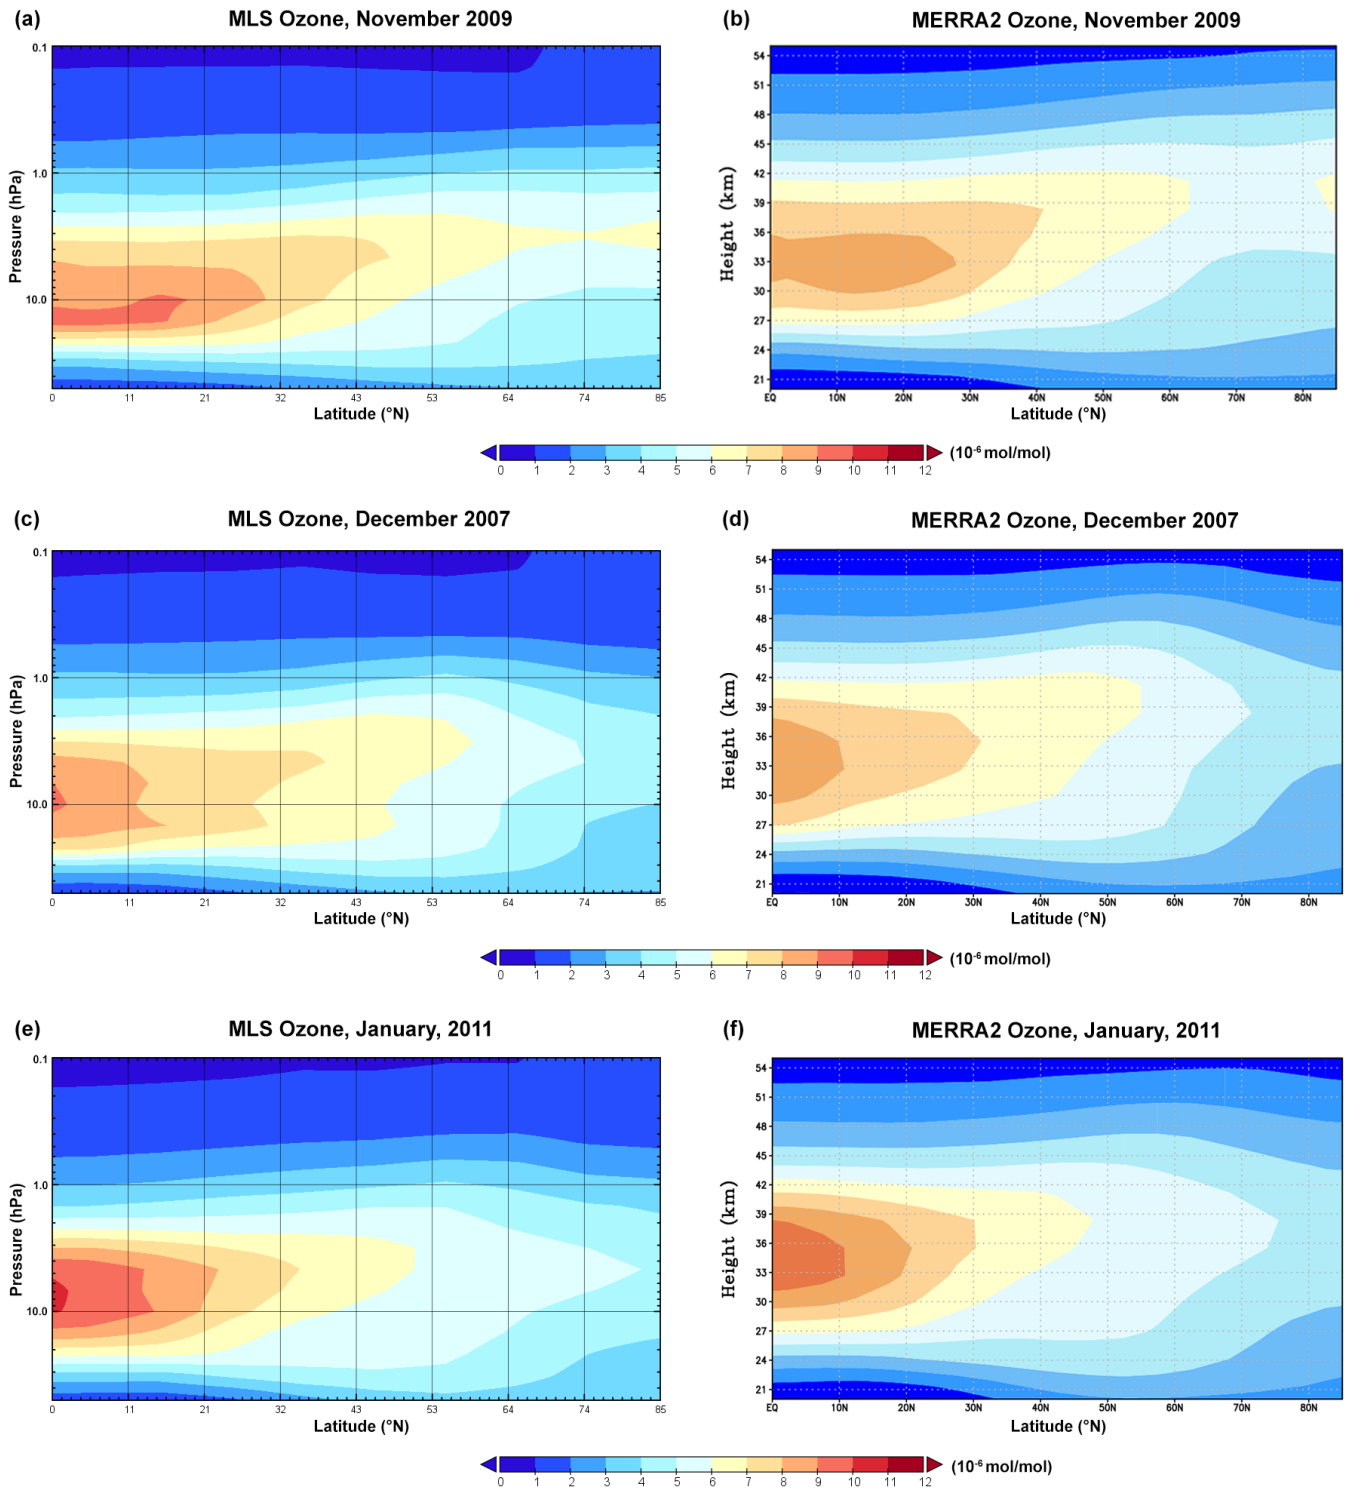 (a) MLS Ozone, November 2009
0.1
1.0
10.0
Pressure (hPa)
0 11 21 32 43 53 64 74 85
Latitude (°N)
(b) MERRA2 Ozone, November 2009
54
51
48
45
42
39
36
33
30
27
24
21
Height (km)
EQ 10N 20N 30N 40N 50N 60N 70N 80N
Latitude (°N)
0 1 2 3 4 5 6 7 8 9 10 11 12
(10-6 mol/mol)
(c) MLS Ozone, December 2007
0.1
1.0
10.0
Pressure (hPa)
0 11 21 32 43 53 64 74 85
Latitude (°N)
(d) MERRA2 Ozone, December 2007
54
51
48
45
42
39
36
33
30
27
24
21
Height (km)
EQ 10N 20N 30N 40N 50N 60N 70N 80N
Latitude (°N)
0 1 2 3 4 5 6 7 8 9 10 11 12
(10-6 mol/mol)
(e) MLS Ozone, January, 2011
0.1
1.0
10.0
Pressure (hPa)
0 11 21 32 43 53 64 74 85
Latitude (°N)
(f) MERRA2 Ozone, January, 2011
54
51
48
45
42
39
36
33
30
27
24
21
Height (km)
EQ 10N 20N 30N 40N 50N 60N 70N 80N
Latitude (°N)
0 1 2 3 4 5 6 7 8 9 10 11 12
(10-6 mol/mol)